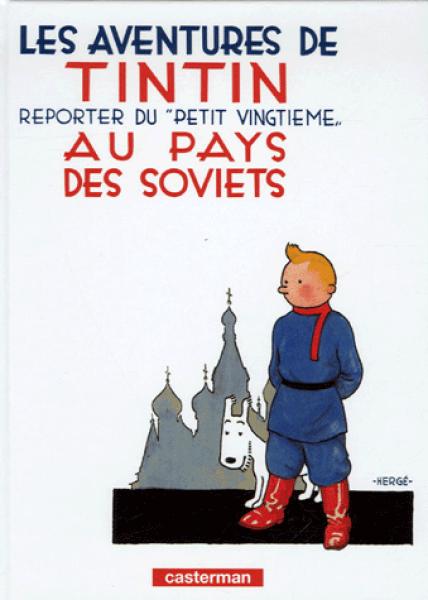 LES AVENTURES DE
TINTIN
REPORTER DU "PETIT VINGTIEME"
AU PAYS
DES SOVIETS
-HERGÉ-
casterman